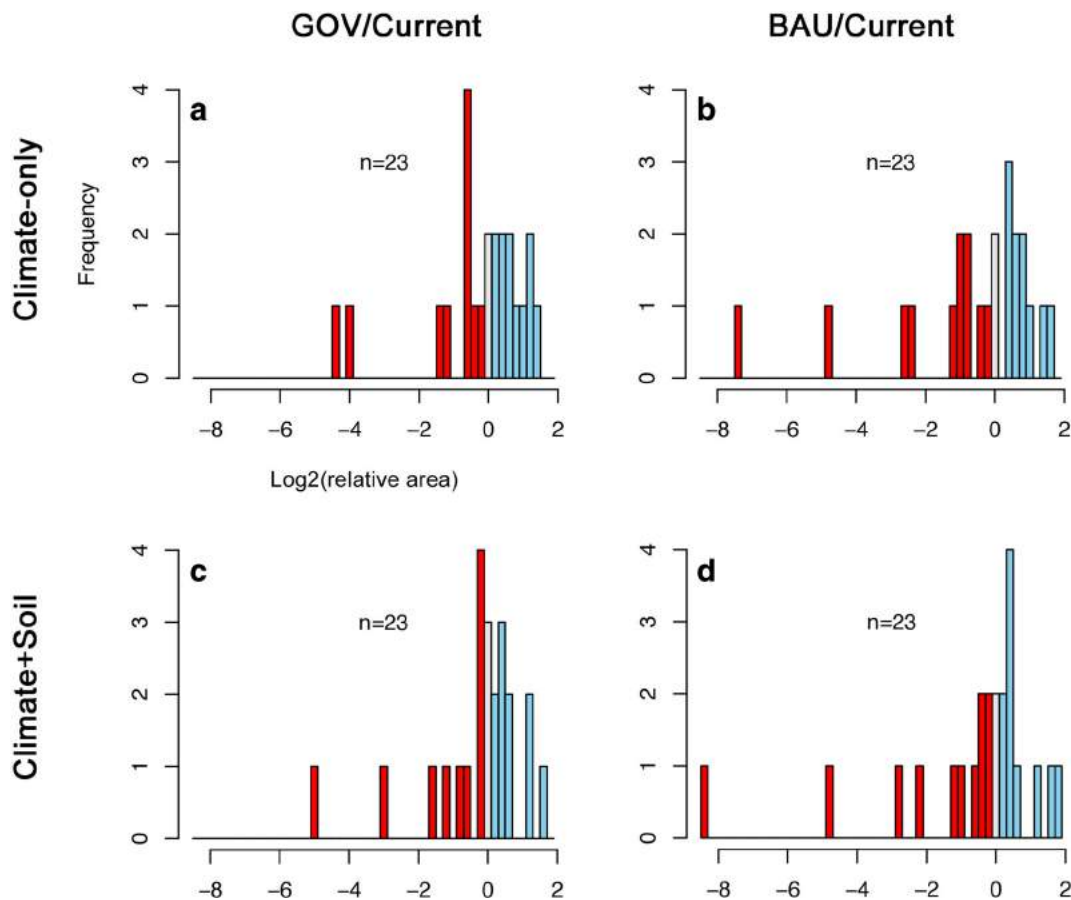 GOV/Current
BAU/Current
Climate-only
Frequency
a
n=23
4
3
2
1
0
−8 −6 −4 −2 0 2
Log2(relative area)
b
n=23
4
3
2
1
0
−8 −6 −4 −2 0 2
Climate+Soil
c
n=23
4
3
2
1
0
−8 −6 −4 −2 0 2
d
n=23
4
3
2
1
0
−8 −6 −4 −2 0 2